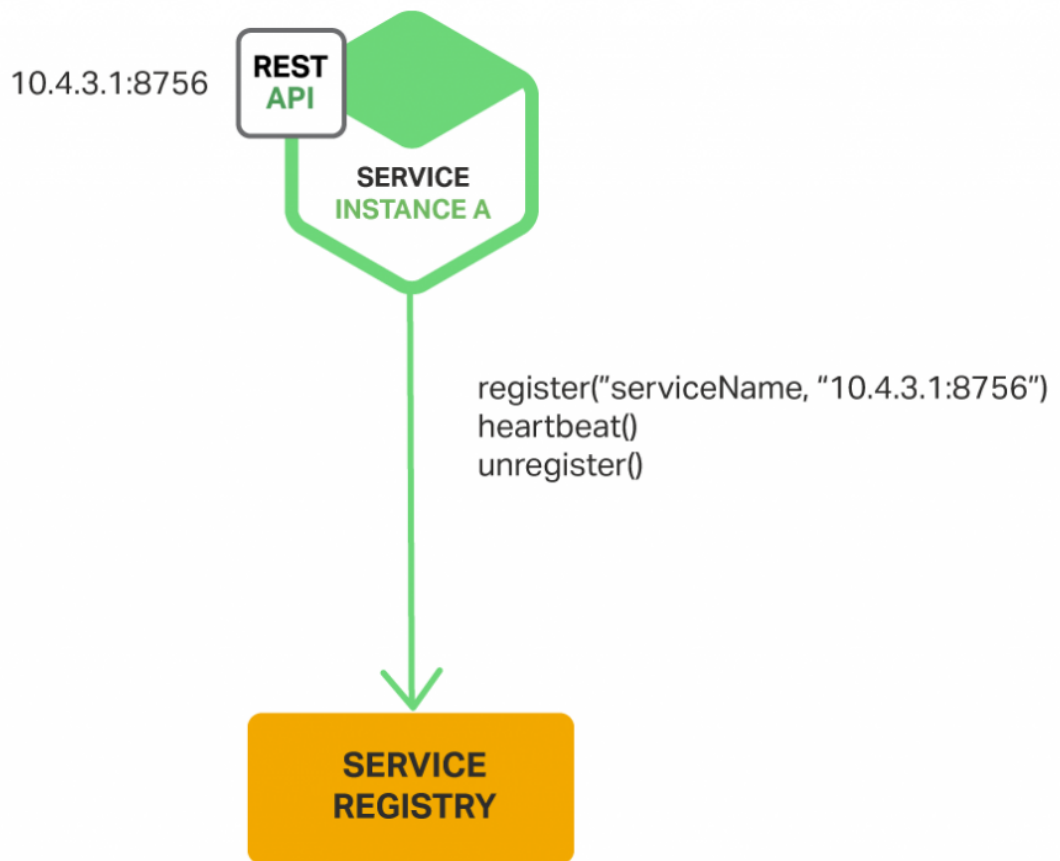 10.4.3.1:8756
REST
API
SERVICE
INSTANCE A
register(”serviceName, “10.4.3.1:8756”)
heartbeat()
unregister()
SERVICE
REGISTRY